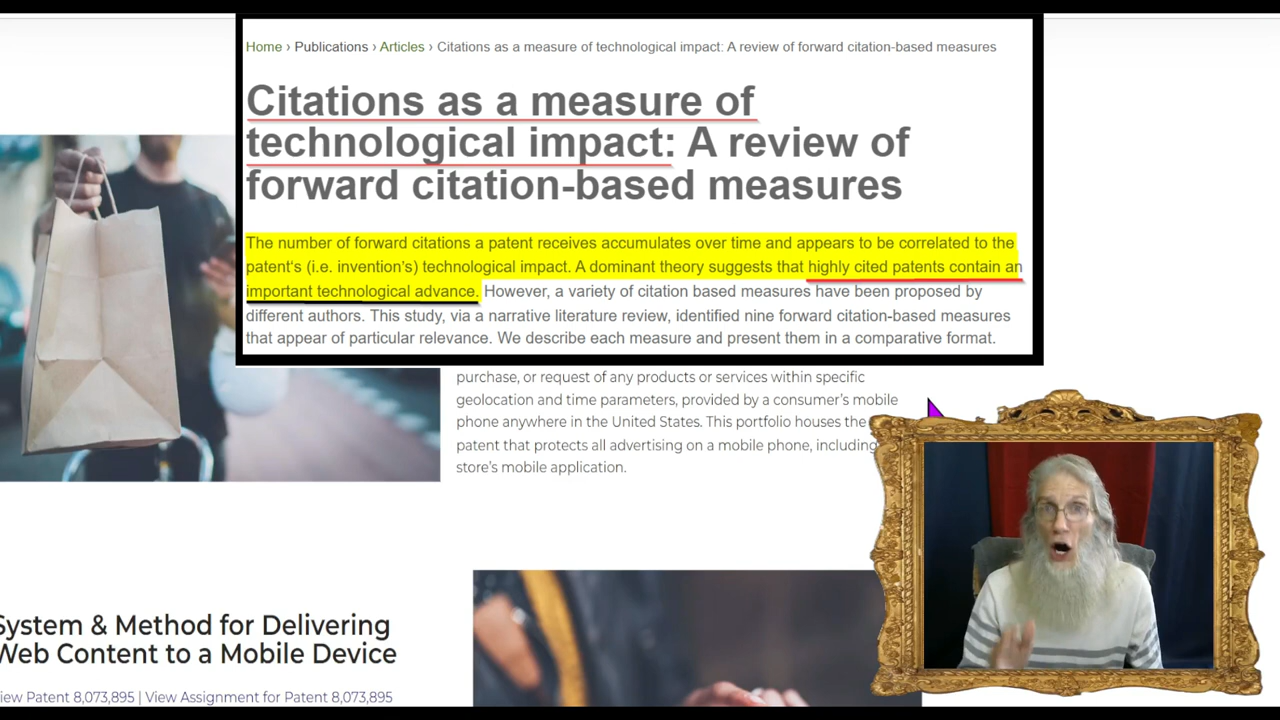 Home › Publications › Articles › Citations as a measure of technological impact: A review of forward citation-based measures
Citations as a measure of
technological impact: A review of
forward citation-based measures
The number of forward citations a patent receives accumulates over time and appears to be correlated to the
patent's (i.e. invention's) technological impact. A dominant theory suggests that highly cited patents contain an
important technological advance. However, a variety of citation based measures have been proposed by
different authors. This study, via a narrative literature review, identified nine forward citation-based measures
that appear of particular relevance. We describe each measure and present them in a comparative format.
purchase, or request of any products or services within specific
geolocation and time parameters, provided by a consumer's mobile
phone anywhere in the United States. This portfolio houses the
patent that protects all advertising on a mobile phone, including
store's mobile application.
System & Method for Delivering
Web Content to a Mobile Device
iew Patent 8,073,895 | View Assignment for Patent 8,073,895